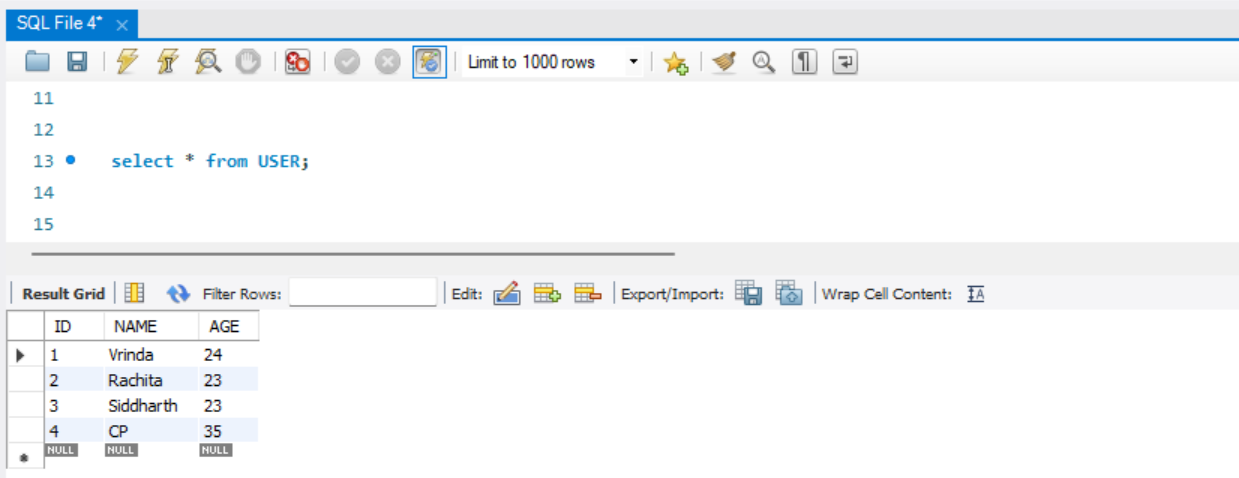 SQL File 4*
Limit to 1000 rows
11
12
13 select * from USER;
14
15
Result Grid Filter Rows: Edit: Export/Import: Wrap Cell Content: IA
ID NAME AGE
1 Vrinda 24
2 Rachita 23
3 Siddharth 23
4 CP 35
NULL NULL NULL